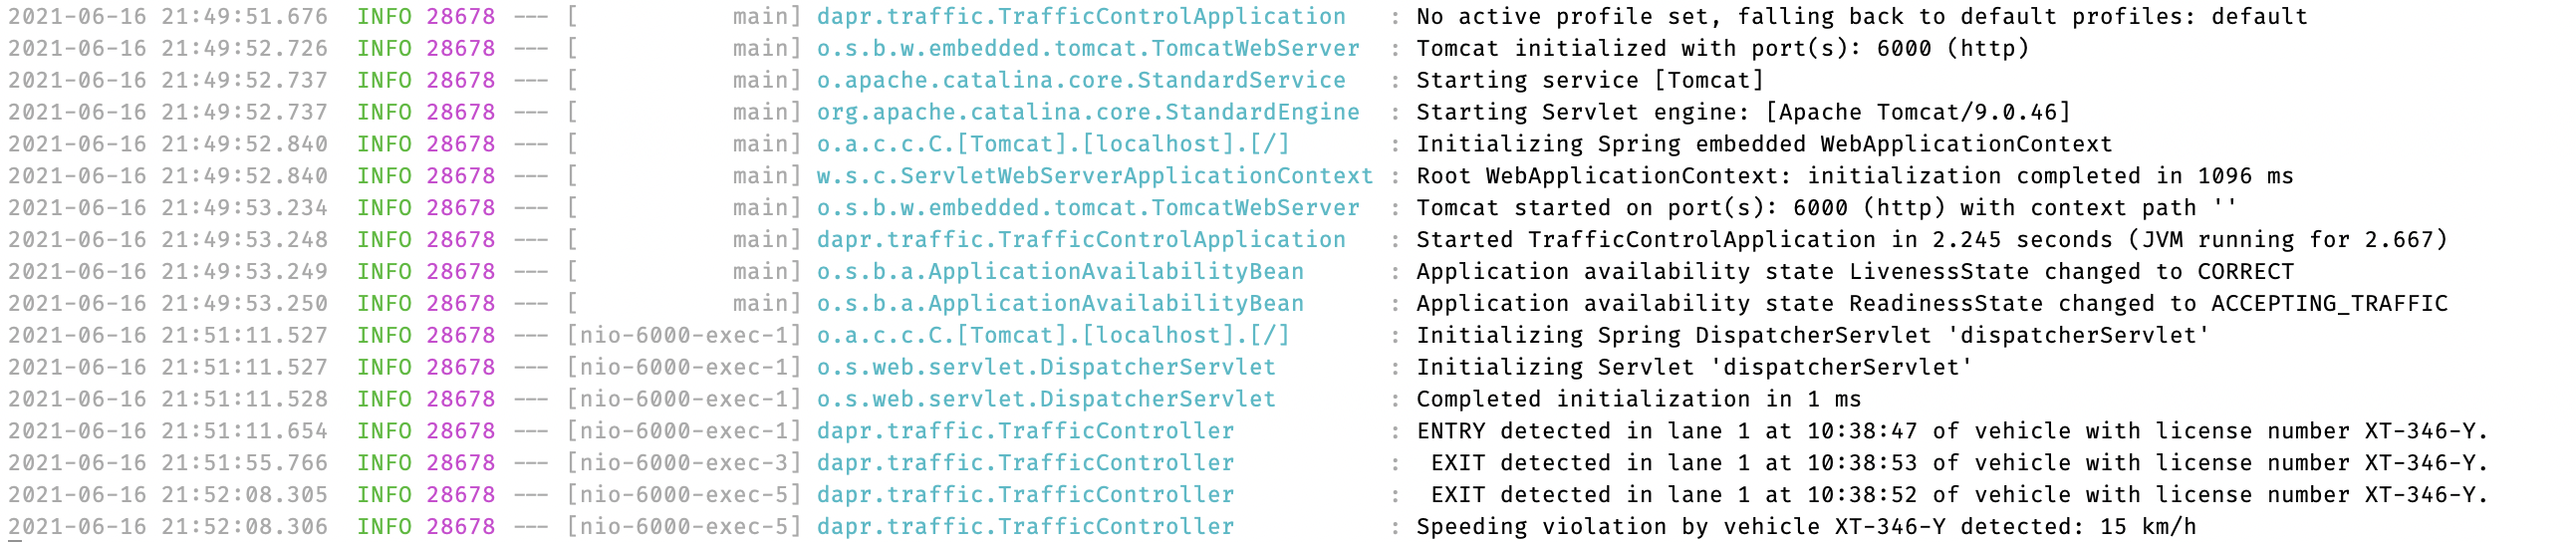 2021-06-16 21:49:51.676  INFO 28678 --- [           main] dapr.traffic.TrafficControlApplication   : No active profile set, falling back to default profiles: default
2021-06-16 21:49:52.726  INFO 28678 --- [           main] o.s.b.w.embedded.tomcat.TomcatWebServer  : Tomcat initialized with port(s): 6000 (http)
2021-06-16 21:49:52.737  INFO 28678 --- [           main] o.apache.catalina.core.StandardService   : Starting service [Tomcat]
2021-06-16 21:49:52.737  INFO 28678 --- [           main] org.apache.catalina.core.StandardEngine  : Starting Servlet engine: [Apache Tomcat/9.0.46]
2021-06-16 21:49:52.840  INFO 28678 --- [           main] o.a.c.c.C.[Tomcat].[localhost].[/]       : Initializing Spring embedded WebApplicationContext
2021-06-16 21:49:52.840  INFO 28678 --- [           main] w.s.c.ServletWebServerApplicationContext : Root WebApplicationContext: initialization completed in 1096 ms
2021-06-16 21:49:53.234  INFO 28678 --- [           main] o.s.b.w.embedded.tomcat.TomcatWebServer  : Tomcat started on port(s): 6000 (http) with context path ''
2021-06-16 21:49:53.248  INFO 28678 --- [           main] dapr.traffic.TrafficControlApplication   : Started TrafficControlApplication in 2.245 seconds (JVM running for 2.667)
2021-06-16 21:49:53.249  INFO 28678 --- [           main] o.s.b.a.ApplicationAvailabilityBean      : Application availability state LivenessState changed to CORRECT
2021-06-16 21:49:53.250  INFO 28678 --- [           main] o.s.b.a.ApplicationAvailabilityBean      : Application availability state ReadinessState changed to ACCEPTING_TRAFFIC
2021-06-16 21:51:11.527  INFO 28678 --- [nio-6000-exec-1] o.a.c.c.C.[Tomcat].[localhost].[/]       : Initializing Spring DispatcherServlet 'dispatcherServlet'
2021-06-16 21:51:11.527  INFO 28678 --- [nio-6000-exec-1] o.s.web.servlet.DispatcherServlet        : Initializing Servlet 'dispatcherServlet'
2021-06-16 21:51:11.528  INFO 28678 --- [nio-6000-exec-1] o.s.web.servlet.DispatcherServlet        : Completed initialization in 1 ms
2021-06-16 21:51:11.654  INFO 28678 --- [nio-6000-exec-1] dapr.traffic.TrafficController           : ENTRY detected in lane 1 at 10:38:47 of vehicle with license number XT-346-Y.
2021-06-16 21:51:55.766  INFO 28678 --- [nio-6000-exec-3] dapr.traffic.TrafficController           :  EXIT detected in lane 1 at 10:38:53 of vehicle with license number XT-346-Y.
2021-06-16 21:52:08.305  INFO 28678 --- [nio-6000-exec-5] dapr.traffic.TrafficController           :  EXIT detected in lane 1 at 10:38:52 of vehicle with license number XT-346-Y.
2021-06-16 21:52:08.306  INFO 28678 --- [nio-6000-exec-5] dapr.traffic.TrafficController           : Speeding violation by vehicle XT-346-Y detected: 15 km/h